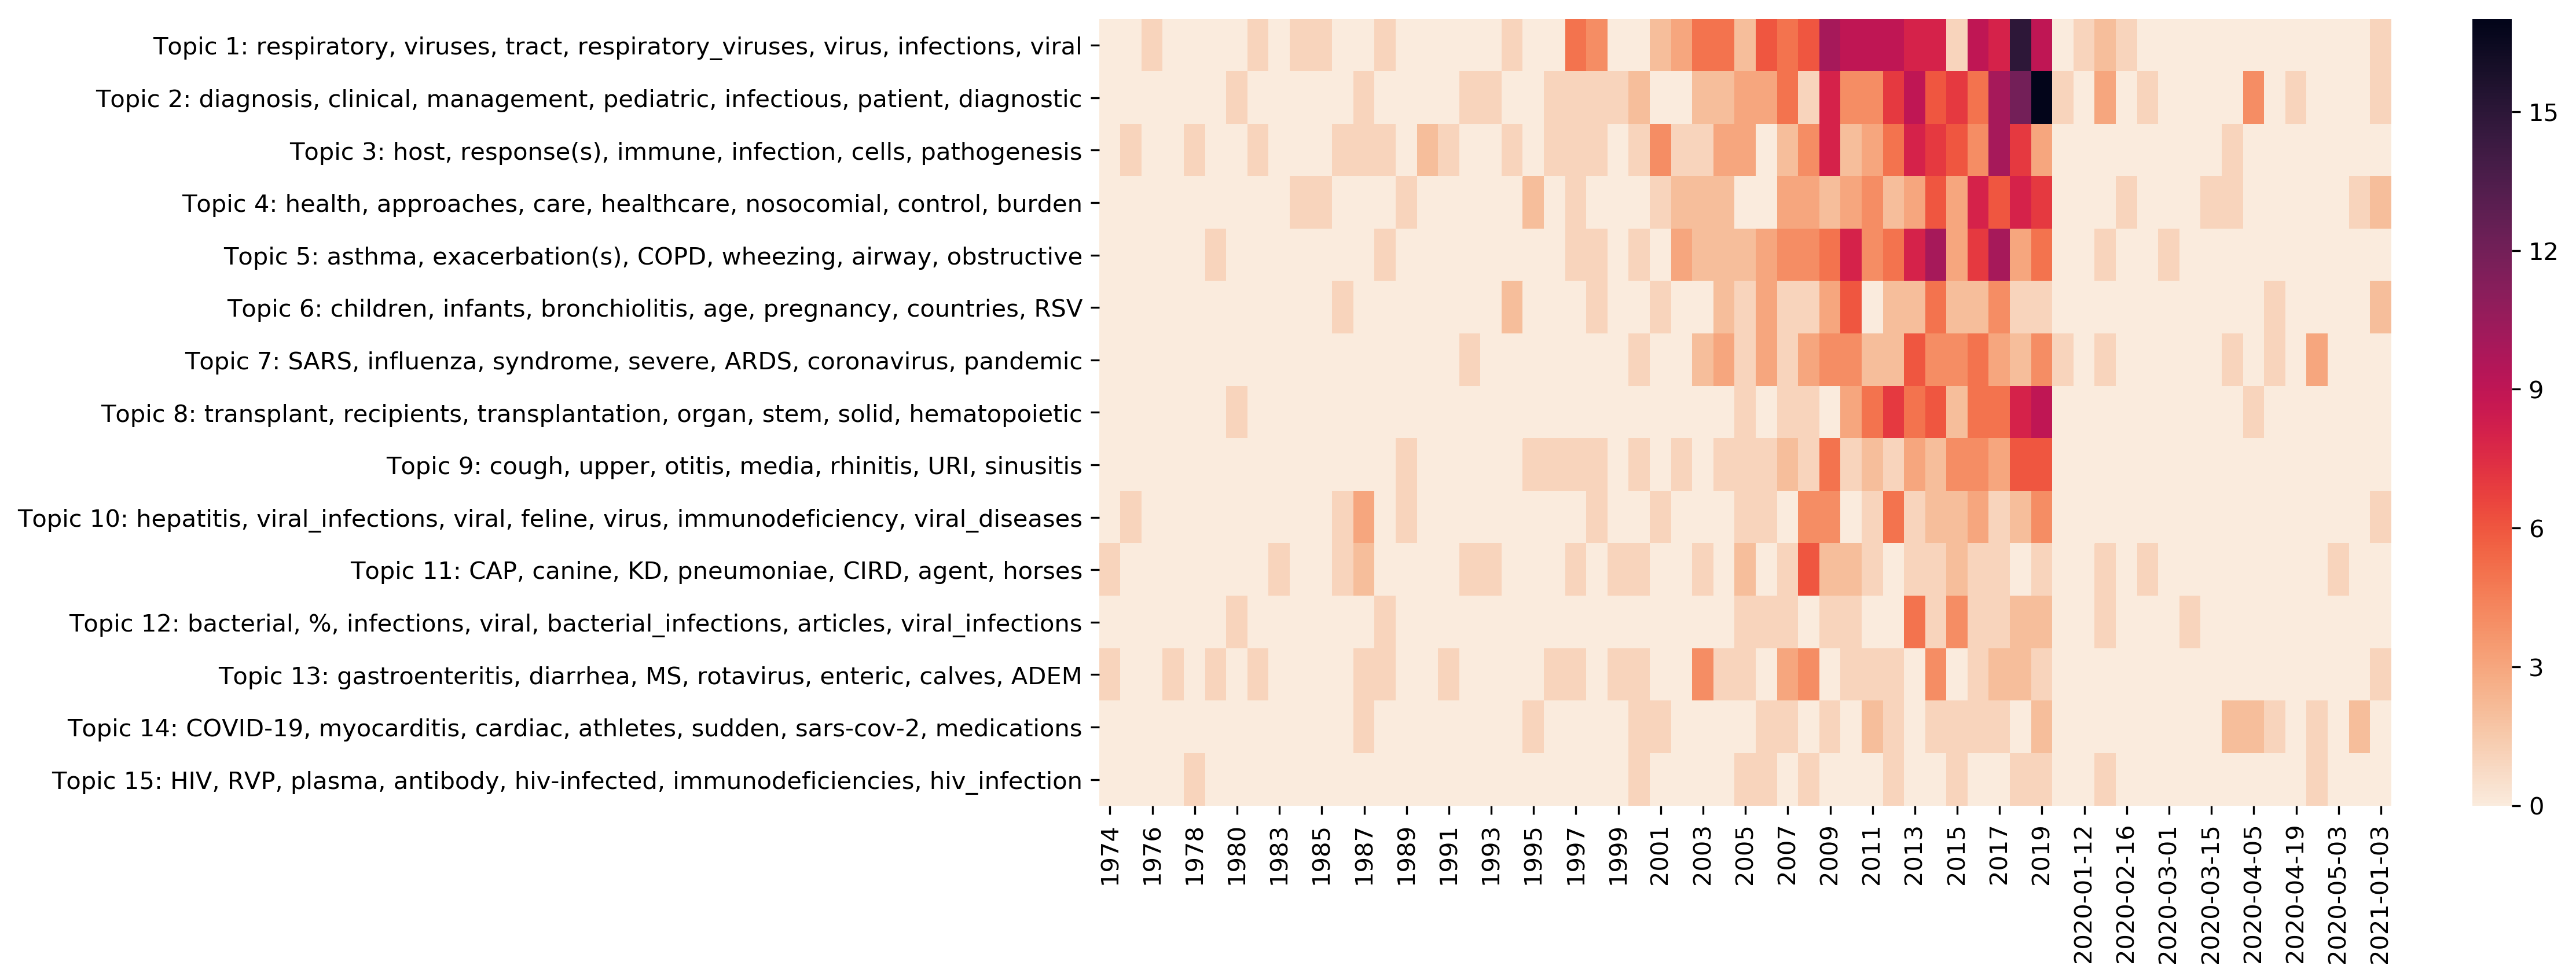 Topic 1: respiratory, viruses, tract, respiratory_viruses, virus, infections, viral
Topic 2: diagnosis, clinical, management, pediatric, infectious, patient, diagnostic
Topic 3: host, response(s), immune, infection, cells, pathogenesis
Topic 4: health, approaches, care, healthcare, nosocomial, control, burden
Topic 5: asthma, exacerbation(s), COPD, wheezing, airway, obstructive
Topic 6: children, infants, bronchiolitis, age, pregnancy, countries, RSV
Topic 7: SARS, influenza, syndrome, severe, ARDS, coronavirus, pandemic
Topic 8: transplant, recipients, transplantation, organ, stem, solid, hematopoietic
Topic 9: cough, upper, otitis, media, rhinitis, URI, sinusitis
Topic 10: hepatitis, viral_infections, viral, feline, virus, immunodeficiency, viral_diseases
Topic 11: CAP, canine, KD, pneumoniae, CIRD, agent, horses
Topic 12: bacterial, %, infections, viral, bacterial_infections, articles, viral_infections
Topic 13: gastroenteritis, diarrhea, MS, rotavirus, enteric, calves, ADEM
Topic 14: COVID-19, myocarditis, cardiac, athletes, sudden, sars-cov-2, medications
Topic 15: HIV, RVP, plasma, antibody, hiv-infected, immunodeficiencies, hiv_infection
1974
1976
1978
1980
1983
1985
1987
1989
1991
1993
1995
1997
1999
2001
2003
2005
2007
2009
2011
2013
2015
2017
2019
2020-01-12
2020-02-16
2020-03-01
2020-03-15
2020-04-05
2020-04-19
2020-05-03
2021-01-03
15
12
9
6
3
0